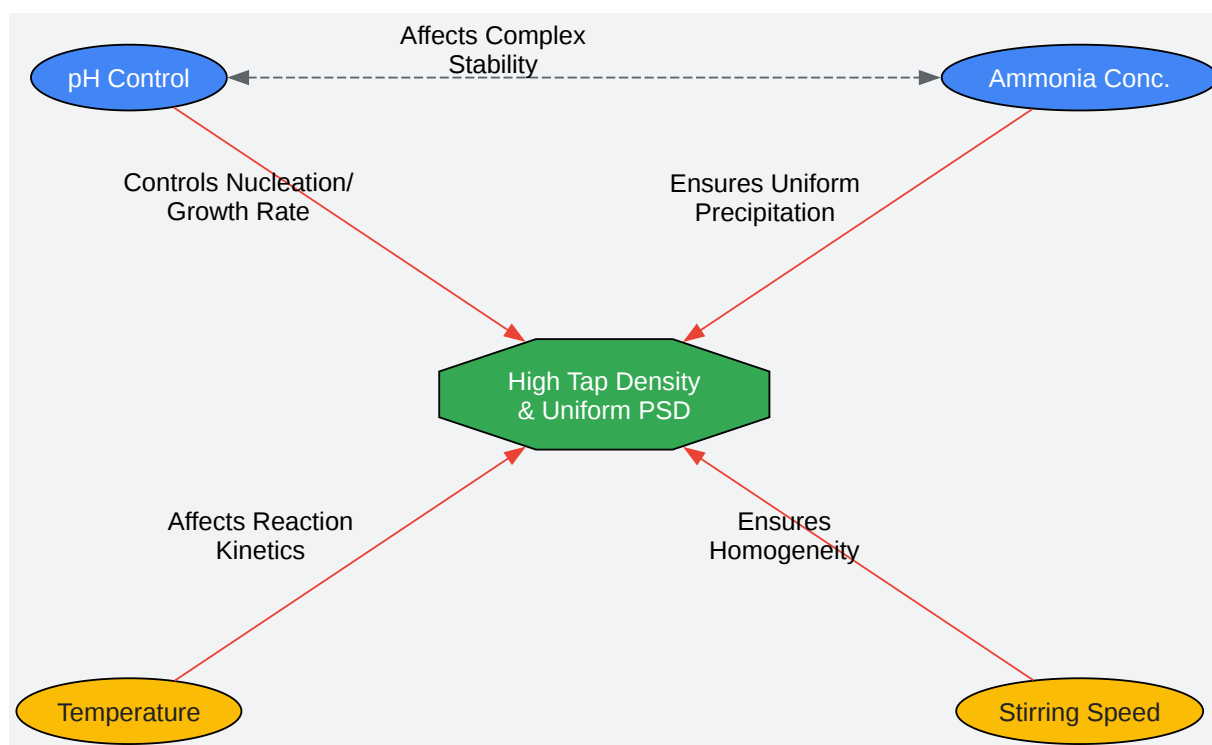 Affects Complex
Stability
pH Control
Ammonia Conc.
Controls Nucleation/
Growth Rate
Ensures Uniform
Precipitation
High Tap Density
& Uniform PSD
Affects Reaction
Kinetics
Ensures
Homogeneity
Temperature
Stirring Speed